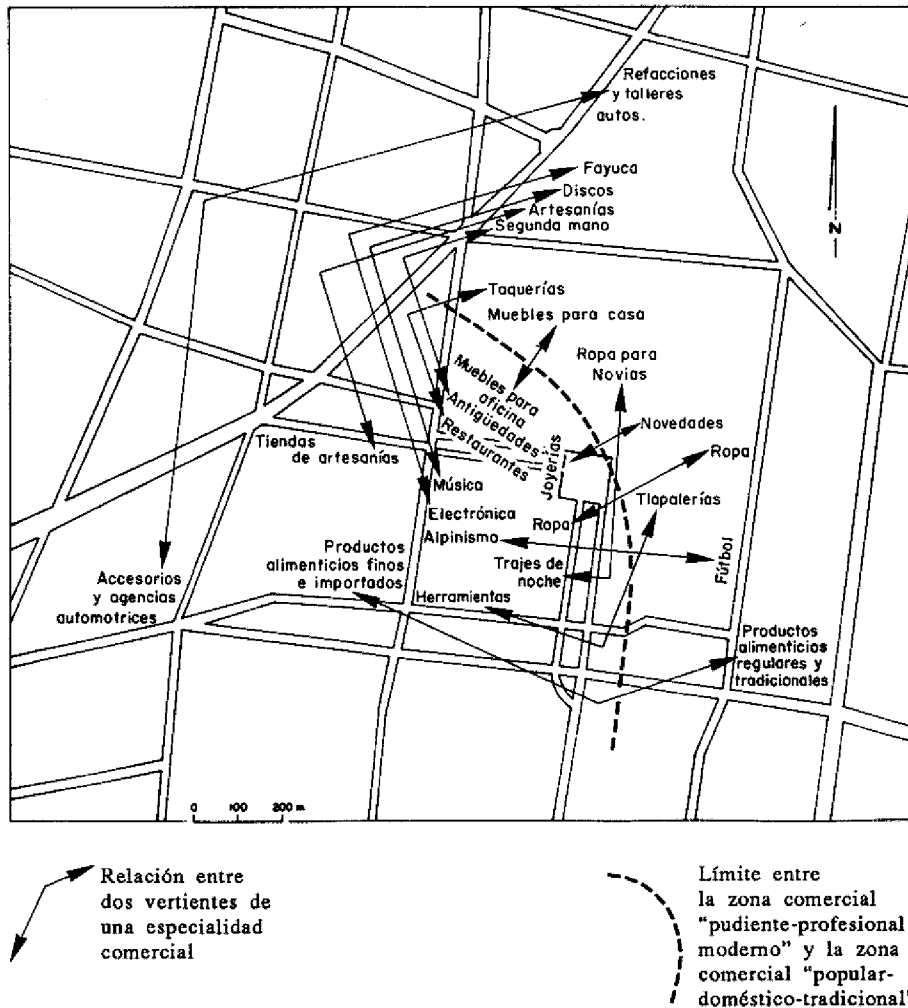 Refacciones
y talleres
autos.
Fayuca
Discos
Artesanías
Segunda mano
N
Taquerías
Muebles para casa
Ropa para
Novias
Muebles para
oficina
Antigüedades
Restaurantes
Joyerías
Novedades
Ropa
Tiendas
de artesanías
Música
Tlapalerías
Electrónica
Ropa
Alpinismo
Fútbol
Productos
alimenticios finos
e importados
Trajes de
noche
Accesorios
y agencias
automotrices
Herramientas
Productos
alimenticios
regulares y
tradicionales
0 100 200 m
Relación entre
dos vertientes de
una especialidad
comercial
Límite entre
la zona comercial
“pudiente-profesional
moderno” y la zona
comercial “popular-
doméstico-tradicional”